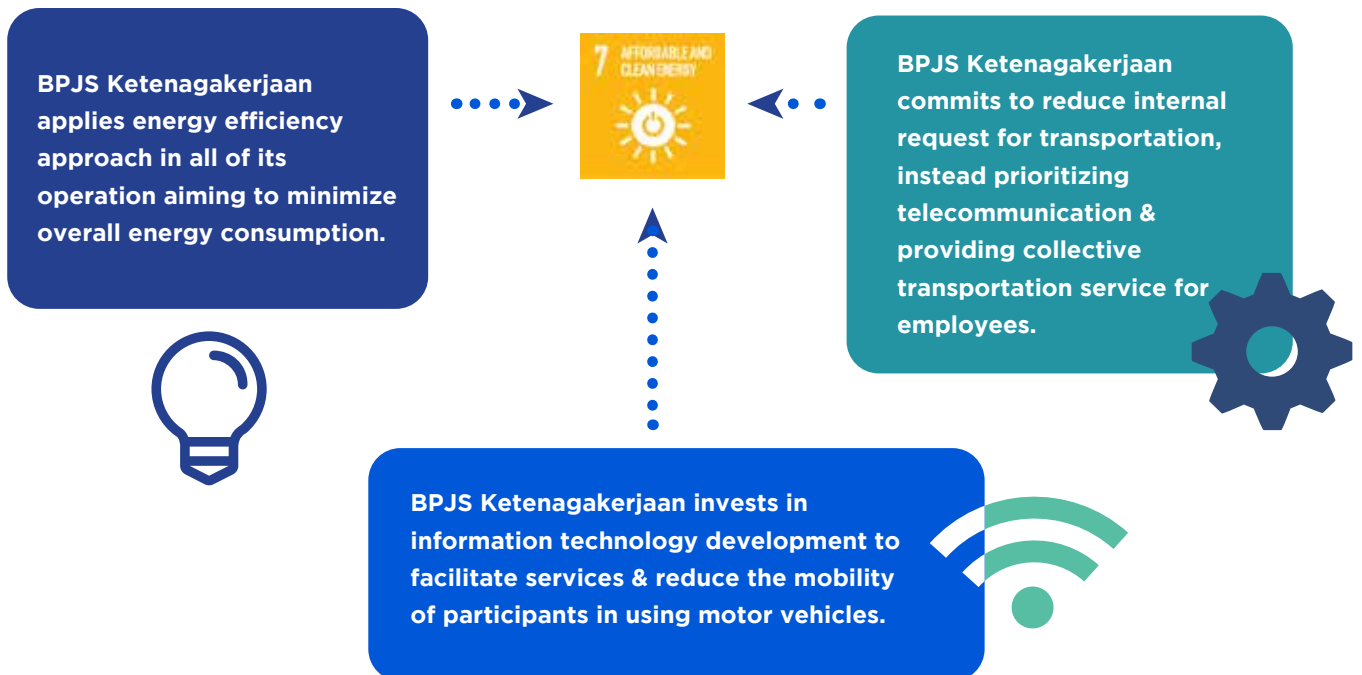 BPJS Ketenagakerjaan
applies energy efficiency
approach in all of its
operation aiming to minimize
overall energy consumption.
7 AFFORDABLE AND
CLEAN ENERGY
BPJS Ketenagakerjaan
commits to reduce internal
request for transportation,
instead prioritizing
telecommunication &
providing collective
transportation service for
employees.
BPJS Ketenagakerjaan invests in
information technology development to
facilitate services & reduce the mobility
of participants in using motor vehicles.